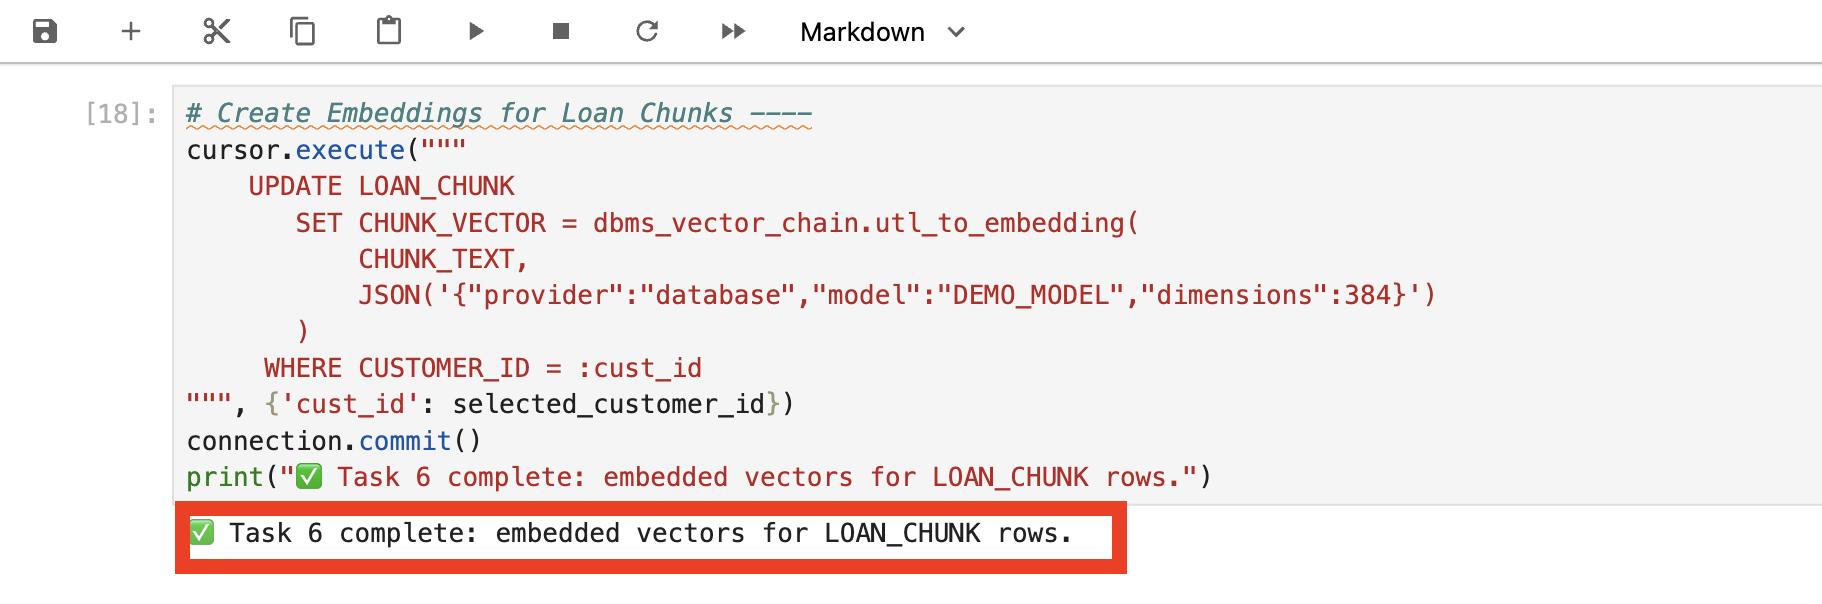 Markdown
[18]:
# Create Embeddings for Loan Chunks ----
cursor.execute("""
    UPDATE LOAN_CHUNK
       SET CHUNK_VECTOR = dbms_vector_chain.utl_to_embedding(
           CHUNK_TEXT,
           JSON('{"provider":"database","model":"DEMO_MODEL","dimensions":384}')
       )
     WHERE CUSTOMER_ID = :cust_id
""", {'cust_id': selected_customer_id})
connection.commit()
print("✅ Task 6 complete: embedded vectors for LOAN_CHUNK rows.")
✅ Task 6 complete: embedded vectors for LOAN_CHUNK rows.